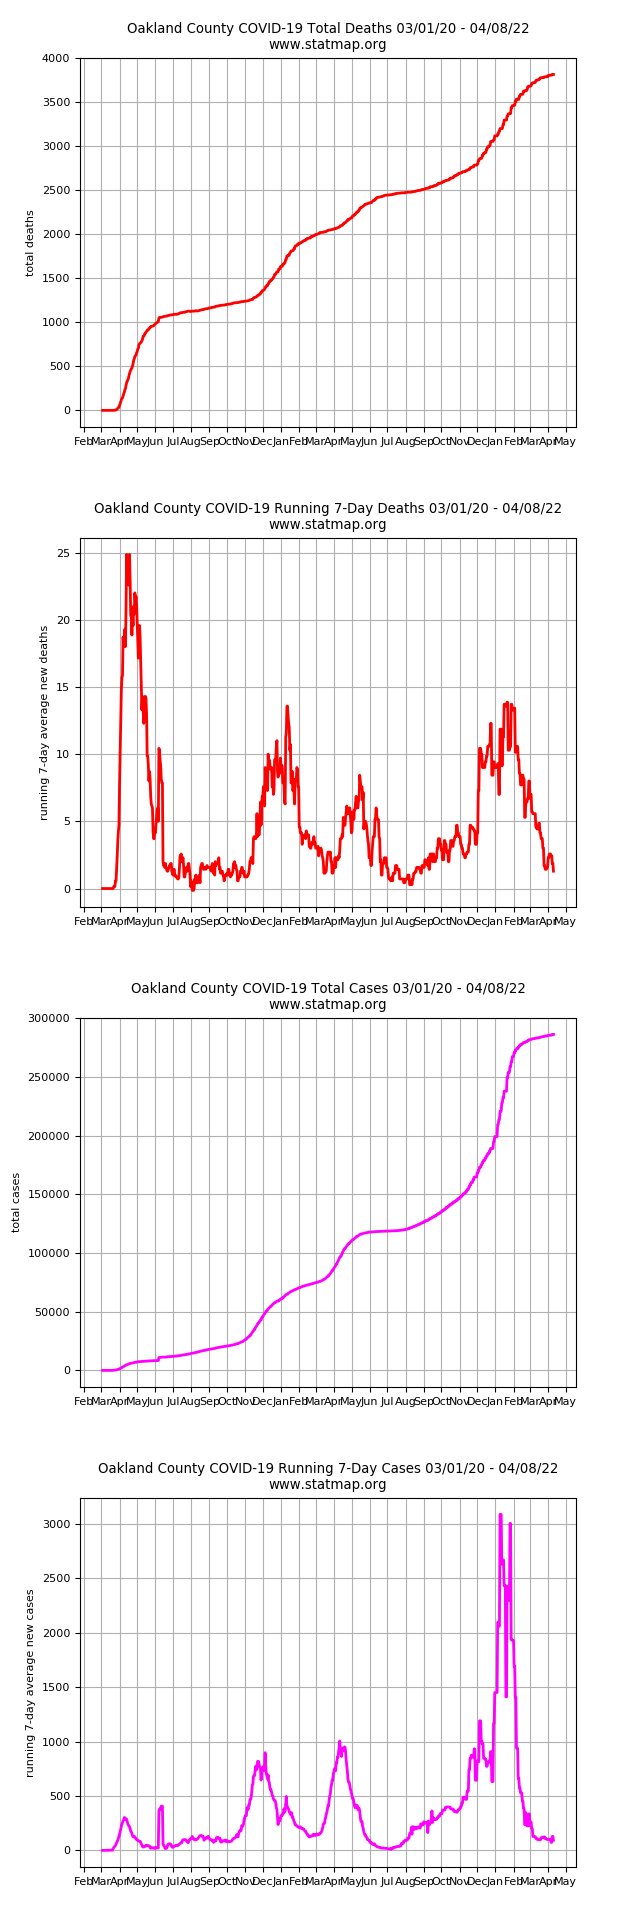 Oakland County COVID-19 Total Deaths 03/01/20 - 04/08/22
www.statmap.org
4000
3500
3000
2500
2000
1500
1000
500
0
total deaths
Feb Mar Apr May Jun Jul Aug Sep Oct Nov Dec Jan Feb Mar Apr May Jun Jul Aug Sep Oct Nov Dec Jan Feb Mar Apr May
Oakland County COVID-19 Running 7-Day Deaths 03/01/20 - 04/08/22
www.statmap.org
25
20
15
10
5
0
running 7-day average new deaths
Feb Mar Apr May Jun Jul Aug Sep Oct Nov Dec Jan Feb Mar Apr May Jun Jul Aug Sep Oct Nov Dec Jan Feb Mar Apr May
Oakland County COVID-19 Total Cases 03/01/20 - 04/08/22
www.statmap.org
300000
250000
200000
150000
100000
50000
0
total cases
Feb Mar Apr May Jun Jul Aug Sep Oct Nov Dec Jan Feb Mar Apr May Jun Jul Aug Sep Oct Nov Dec Jan Feb Mar Apr May
Oakland County COVID-19 Running 7-Day Cases 03/01/20 - 04/08/22
www.statmap.org
3000
2500
2000
1500
1000
500
0
running 7-day average new cases
Feb Mar Apr May Jun Jul Aug Sep Oct Nov Dec Jan Feb Mar Apr May Jun Jul Aug Sep Oct Nov Dec Jan Feb Mar Apr May